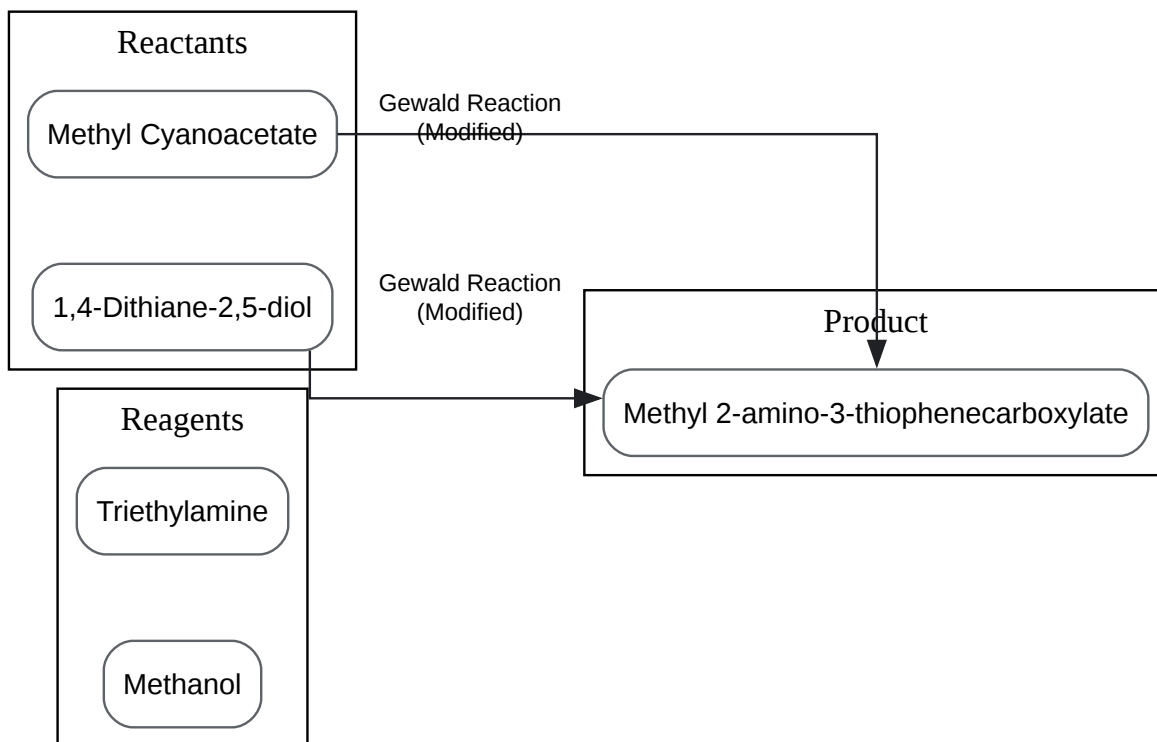 Reactants
Methyl Cyanoacetate
Gewald Reaction
(Modified)
1,4-Dithiane-2,5-diol
Gewald Reaction
(Modified)
Product
Methyl 2-amino-3-thiophenecarboxylate
Reagents
Triethylamine
Methanol